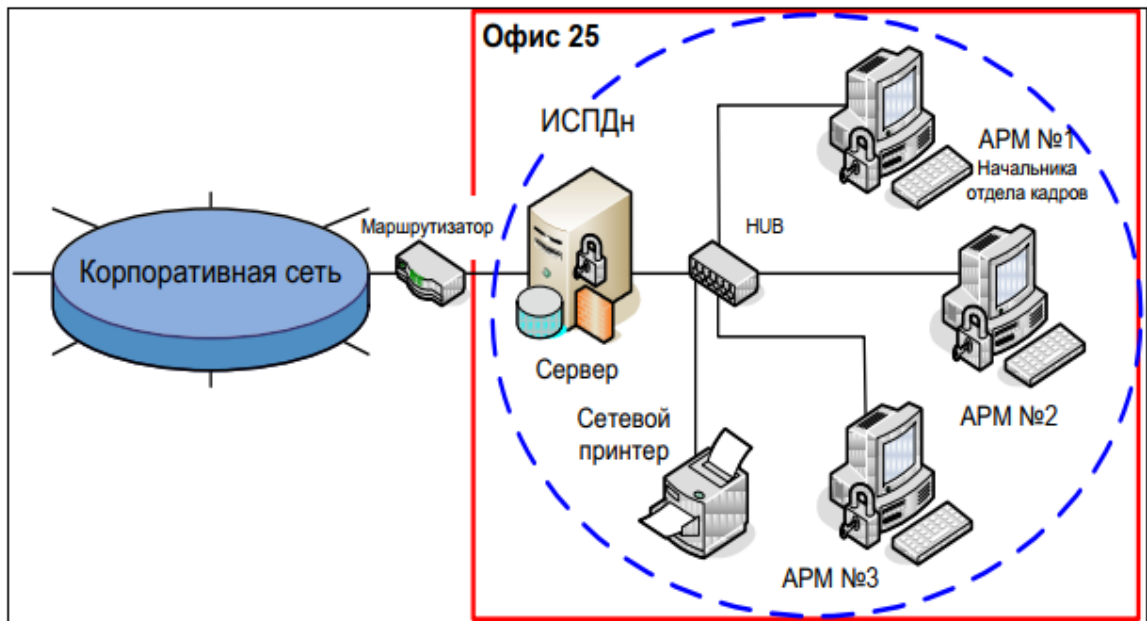 Офис 25
ИСПДн
АРМ №1
Начальника
отдела кадров
Маршрутизатор
HUB
Корпоративная сеть
Сервер
Сетевой
принтер
АРМ №2
АРМ №3